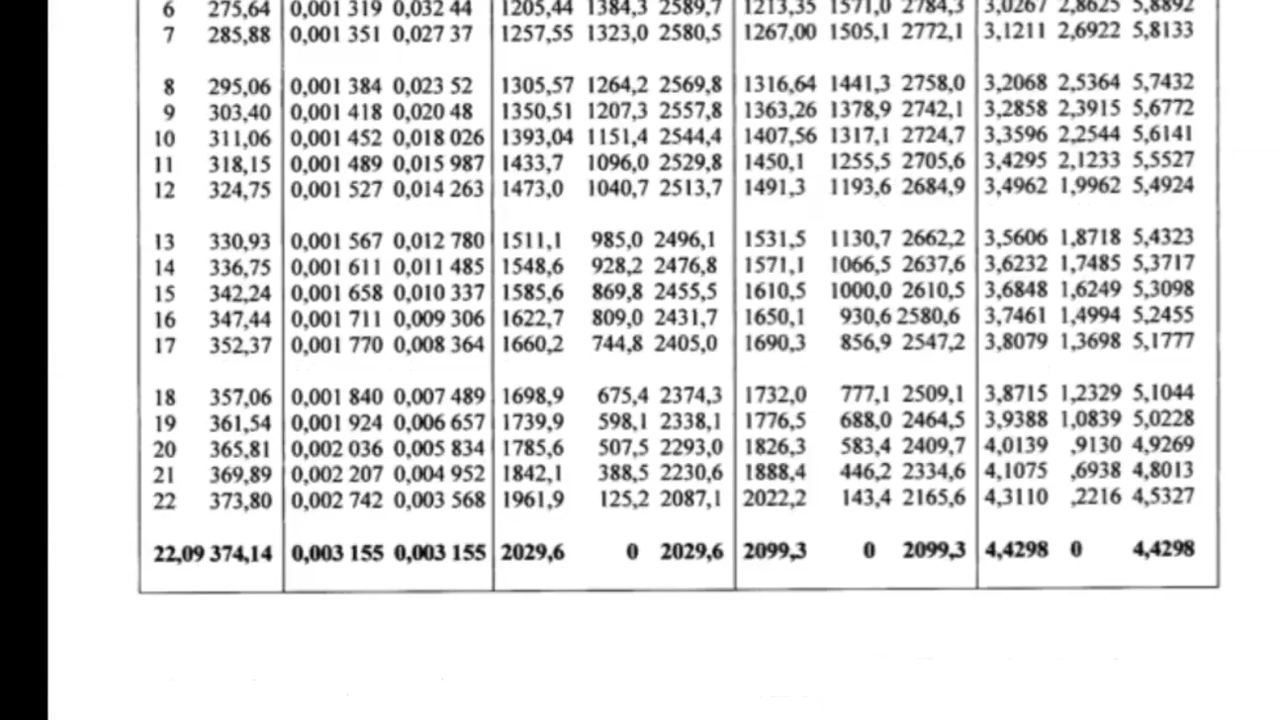 6 275,64 0,001 319 0,032 44 1205,44 1384,3 2589,7 1213,35 1571,0 2784,3 3,0267 2,8625 5,8892
7 285,88 0,001 351 0,027 37 1257,55 1323,0 2580,5 1267,00 1505,1 2772,1 3,1211 2,6922 5,8133
8 295,06 0,001 384 0,023 52 1305,57 1264,2 2569,8 1316,64 1441,3 2758,0 3,2068 2,5364 5,7432
9 303,40 0,001 418 0,020 48 1350,51 1207,3 2557,8 1363,26 1378,9 2742,1 3,2858 2,3915 5,6772
10 311,06 0,001 452 0,018 026 1393,04 1151,4 2544,4 1407,56 1317,1 2724,7 3,3596 2,2544 5,6141
11 318,15 0,001 489 0,015 987 1433,7 1096,0 2529,8 1450,1 1255,5 2705,6 3,4295 2,1233 5,5527
12 324,75 0,001 527 0,014 263 1473,0 1040,7 2513,7 1491,3 1193,6 2684,9 3,4962 1,9962 5,4924
13 330,93 0,001 567 0,012 780 1511,1 985,0 2496,1 1531,5 1130,7 2662,2 3,5606 1,8718 5,4323
14 336,75 0,001 611 0,011 485 1548,6 928,2 2476,8 1571,1 1066,5 2637,6 3,6232 1,7485 5,3717
15 342,24 0,001 658 0,010 337 1585,6 869,8 2455,5 1610,5 1000,0 2610,5 3,6848 1,6249 5,3098
16 347,44 0,001 711 0,009 306 1622,7 809,0 2431,7 1650,1 930,6 2580,6 3,7461 1,4994 5,2455
17 352,37 0,001 770 0,008 364 1660,2 744,8 2405,0 1690,3 856,9 2547,2 3,8079 1,3698 5,1777
18 357,06 0,001 840 0,007 489 1698,9 675,4 2374,3 1732,0 777,1 2509,1 3,8715 1,2329 5,1044
19 361,54 0,001 924 0,006 657 1739,9 598,1 2338,1 1776,5 688,0 2464,5 3,9388 1,0839 5,0228
20 365,81 0,002 036 0,005 834 1785,6 507,5 2293,0 1826,3 583,4 2409,7 4,0139 ,9130 4,9269
21 369,89 0,002 207 0,004 952 1842,1 388,5 2230,6 1888,4 446,2 2334,6 4,1075 ,6938 4,8013
22 373,80 0,002 742 0,003 568 1961,9 125,2 2087,1 2022,2 143,4 2165,6 4,3110 ,2216 4,5327
22,09 374,14 0,003 155 0,003 155 2029,6 0 2029,6 2099,3 0 2099,3 4,4298 0 4,4298